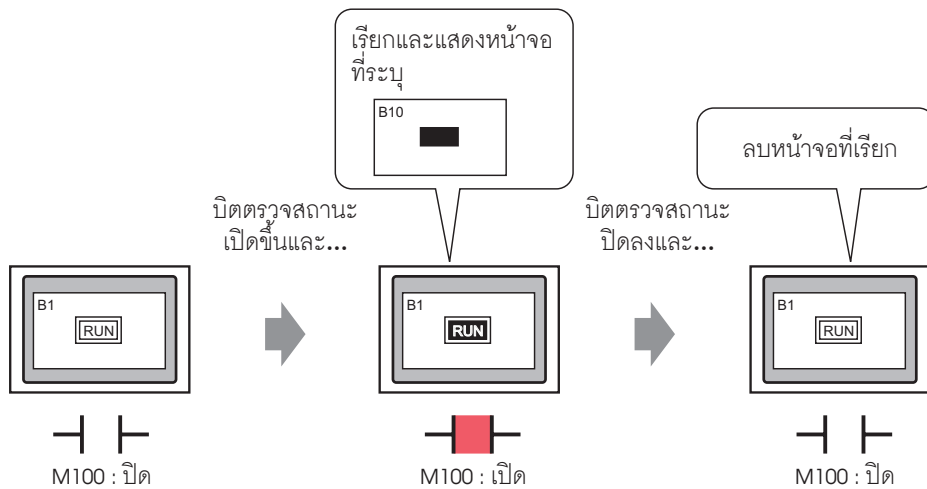 เรียกและแสดงหน้าจอ
ที่ระบุ
B10
ลบหน้าจอที่เรียก
บิตตรวจสถานะ
เปิดขึ้นและ...
บิตตรวจสถานะ
ปิดลงและ...
B1
RUN
B1
RUN
B1
RUN
M100 : ปิด
M100 : เปิด
M100 : ปิด